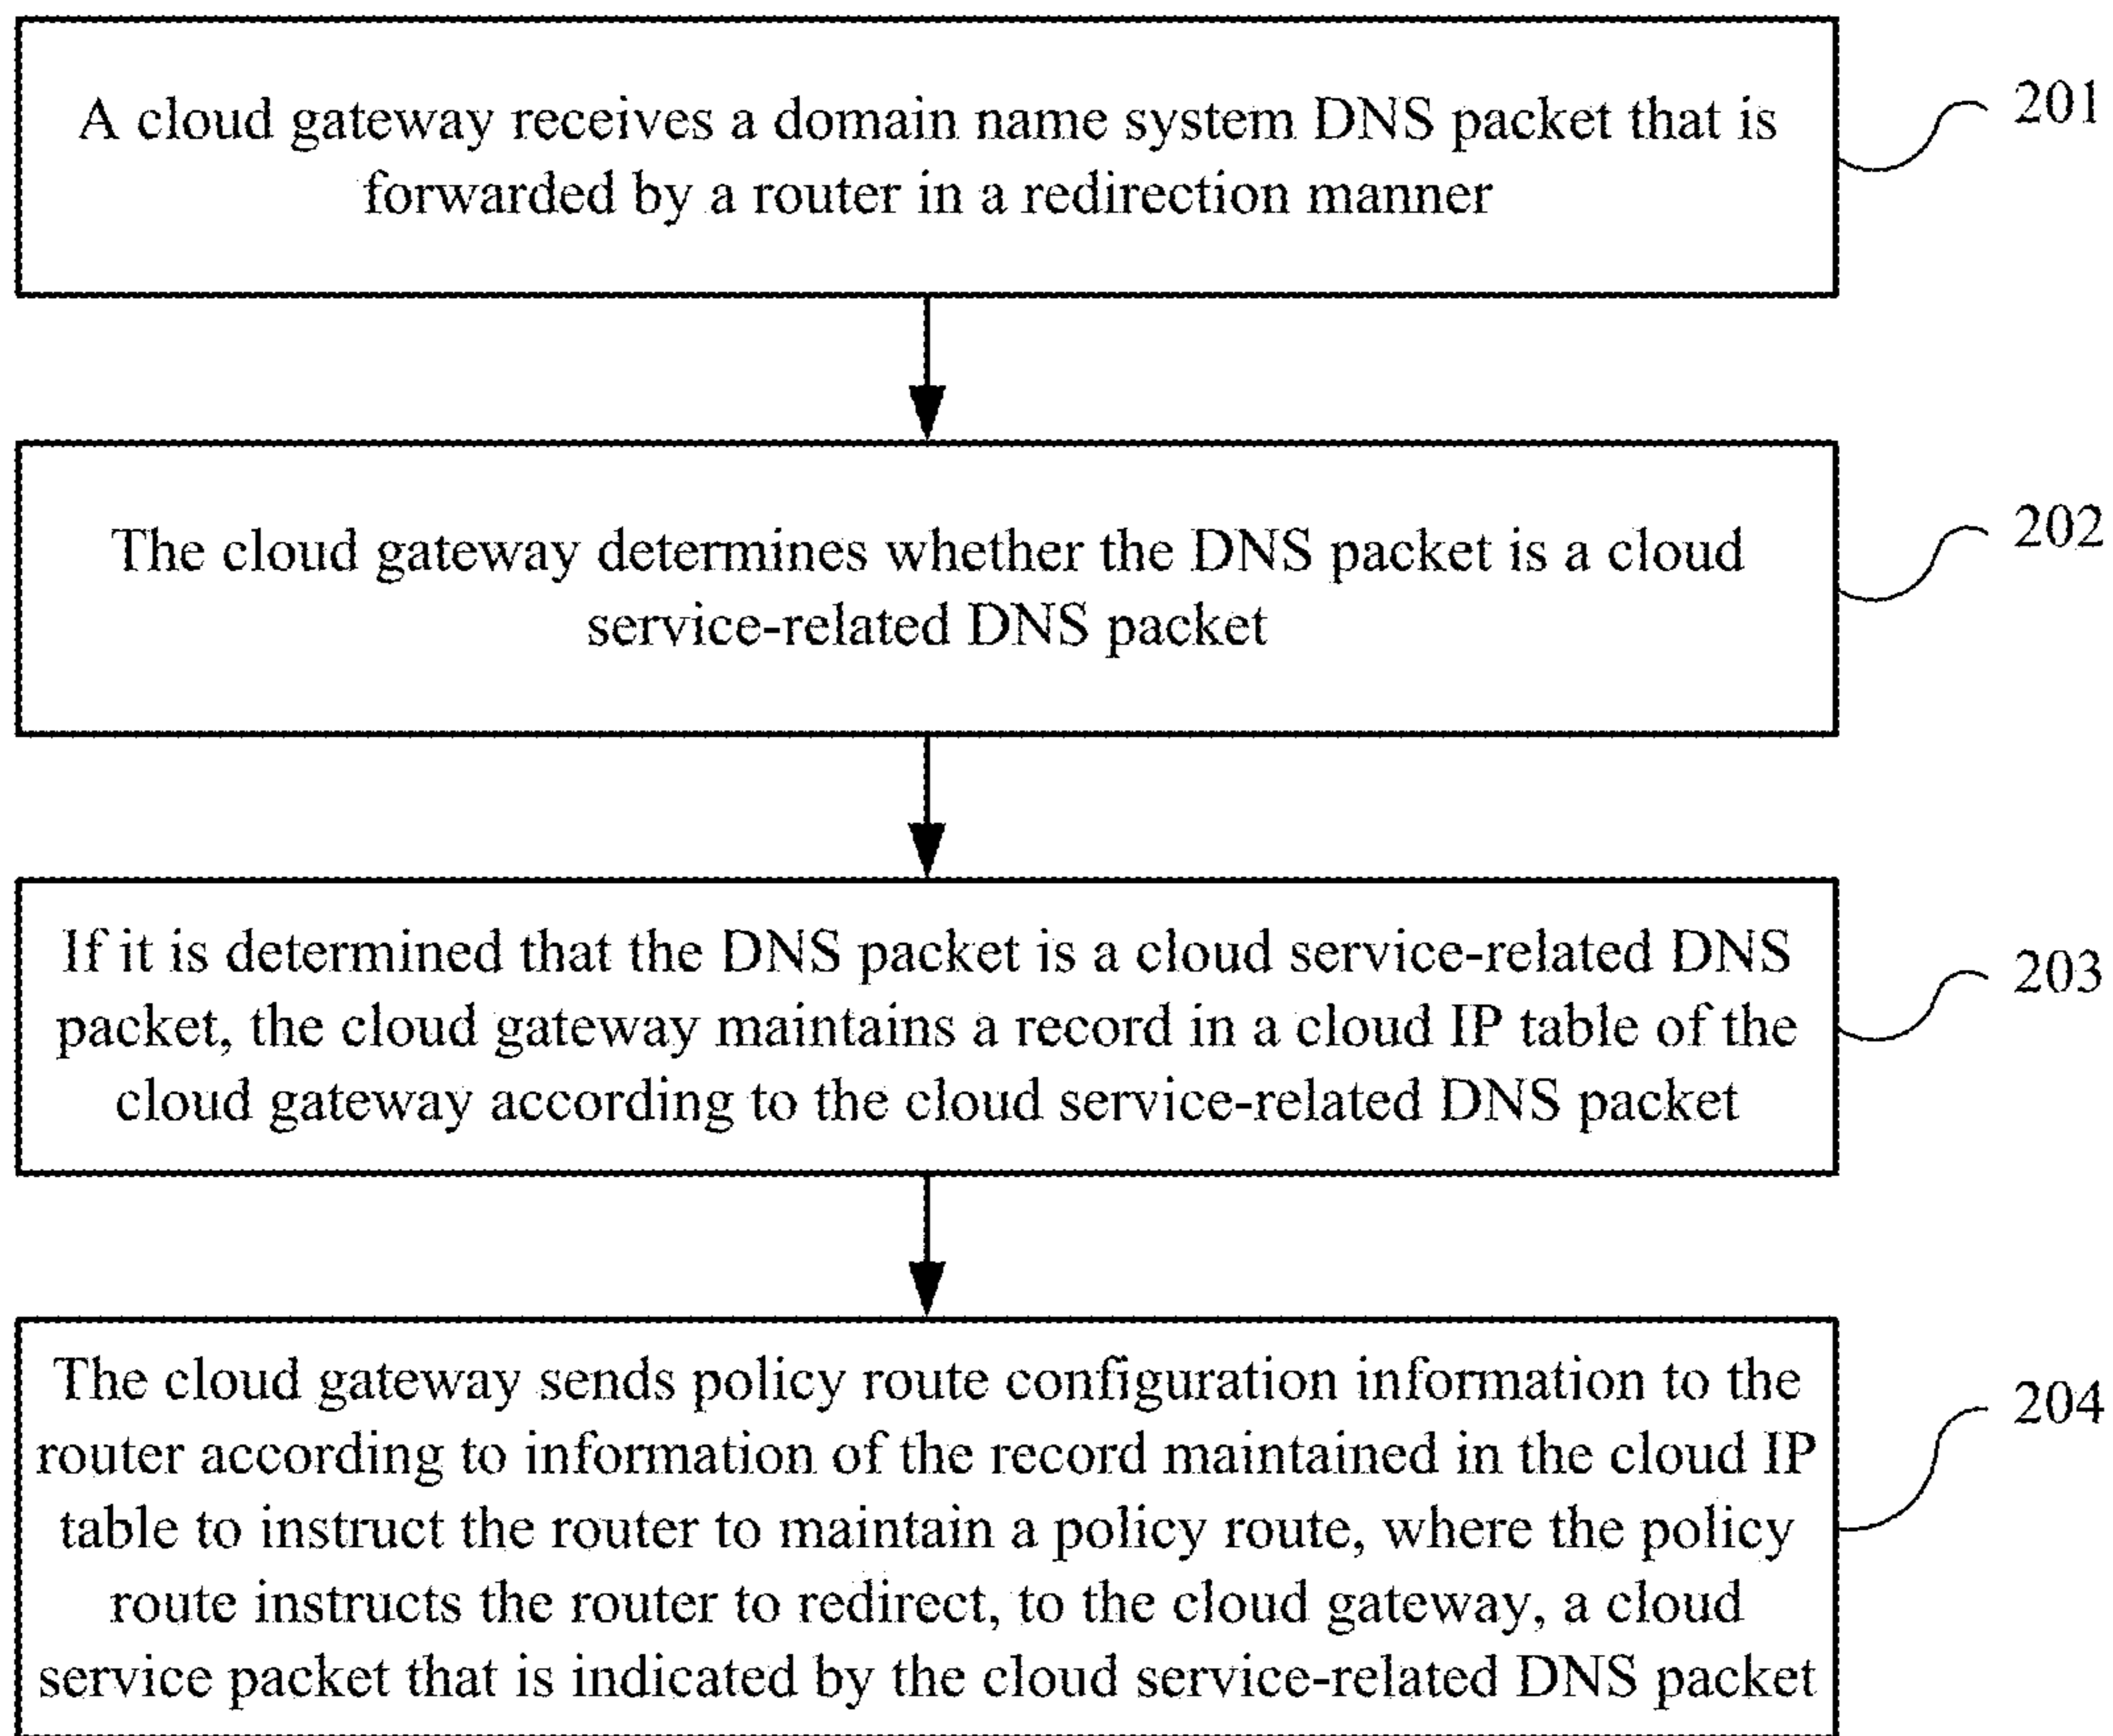 A cloud gateway receives a domain name system DNS packet that is
forwarded by a router in a redirection manner
201
The cloud gateway determines whether the DNS packet is a cloud
service-related DNS packet
202
If it is determined that the DNS packet is a cloud service-related DNS
packet, the cloud gateway maintains a record in a cloud IP table of the
cloud gateway according to the cloud service-related DNS packet
203
The cloud gateway sends policy route configuration information to the
router according to information of the record maintained in the cloud IP
table to instruct the router to maintain a policy route, where the policy
route instructs the router to redirect, to the cloud gateway, a cloud
service packet that is indicated by the cloud service-related DNS packet
204